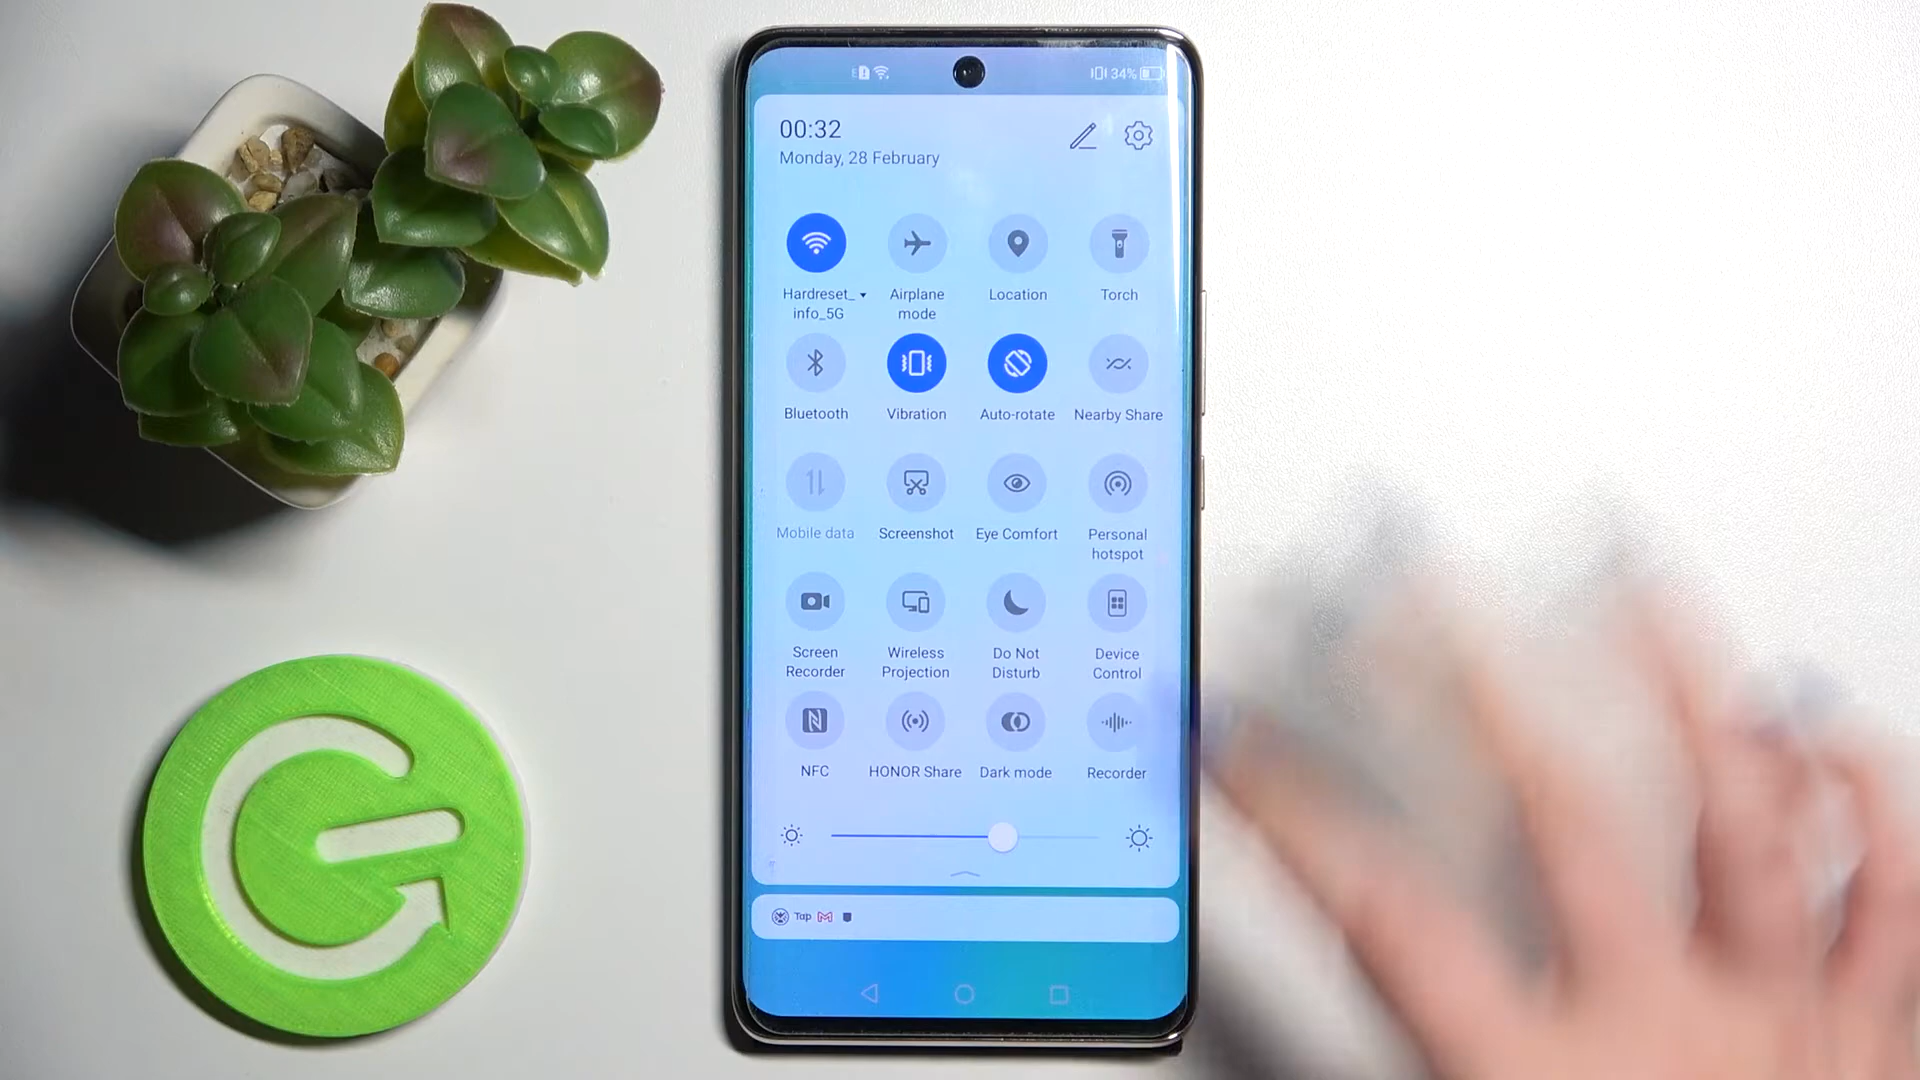 34%
00:32
Monday, 28 February
Hardreset_ Airplane Location Torch
info_5G mode
Bluetooth Vibration Auto-rotate Nearby Share
Mobile data Screenshot Eye Comfort Personal
hotspot
Screen Wireless Do Not Device
Recorder Projection Disturb Control
NFC HONOR Share Dark mode Recorder
Tap